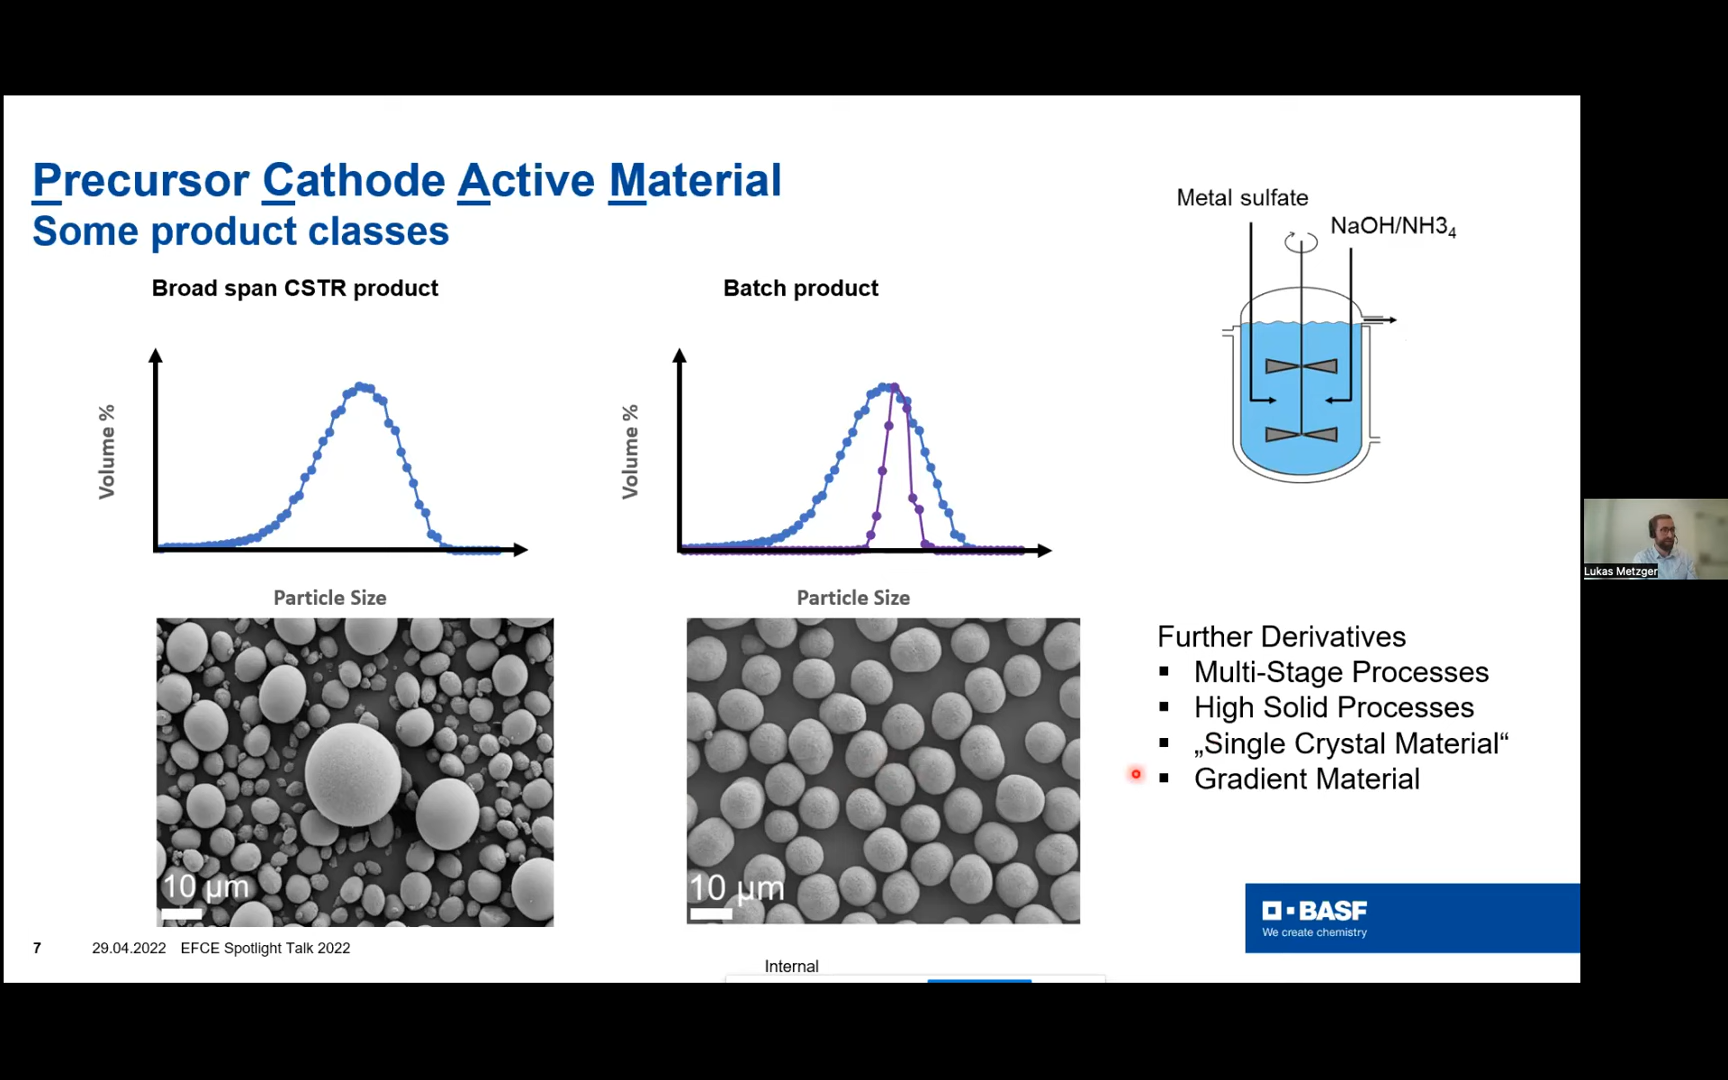 Precursor Cathode Active Material
Some product classes
Broad span CSTR product
Volume %
Particle Size
10 µm
Batch product
Volume %
Particle Size
10 µm
Metal sulfate
NaOH/NH3₄
Further Derivatives
▪ Multi-Stage Processes
▪ High Solid Processes
▪ „Single Crystal Material“
▪ Gradient Material
BASF
We create chemistry
7 29.04.2022 EFCE Spotlight Talk 2022
Internal
Lukas Metzger